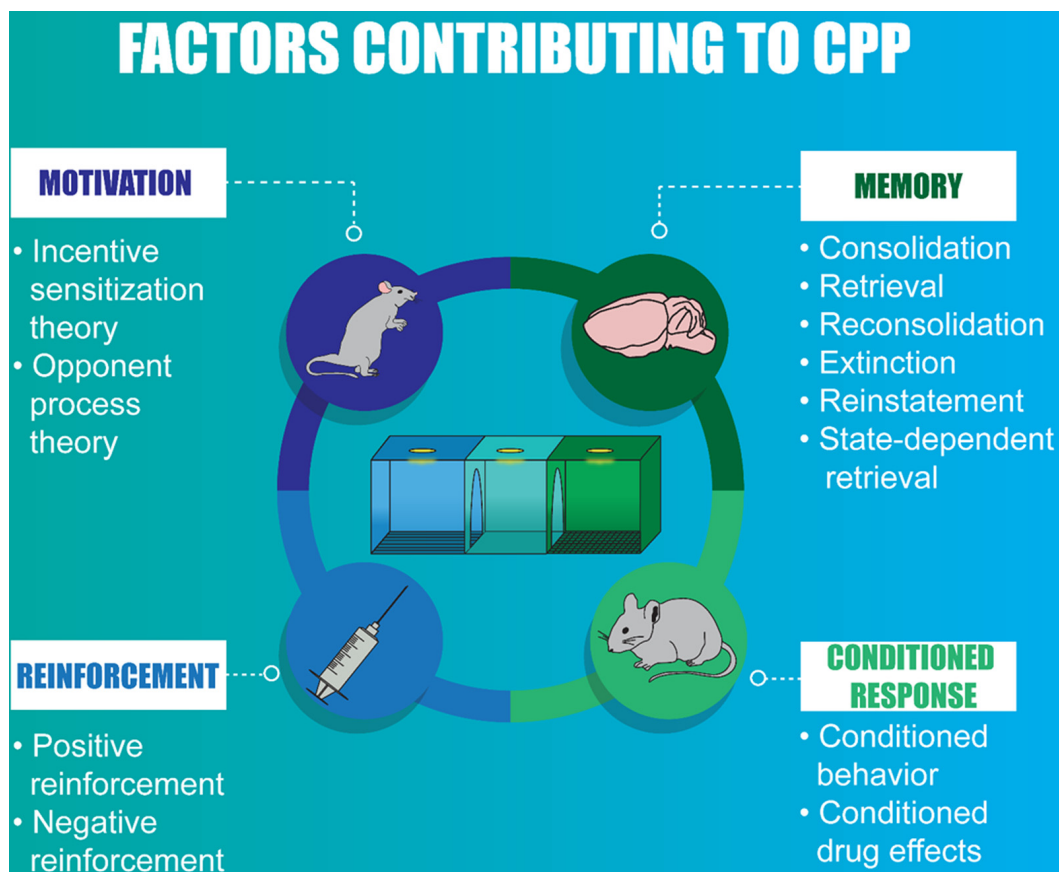 FACTORS CONTRIBUTING TO CPP
MOTIVATION
• Incentive
sensitization
theory
• Opponent
process
theory
MEMORY
• Consolidation
• Retrieval
• Reconsolidation
• Extinction
• Reinstatement
• State-dependent
retrieval
REINFORCEMENT
• Positive
reinforcement
• Negative
reinforcement
CONDITIONED
RESPONSE
• Conditioned
behavior
• Conditioned
drug effects